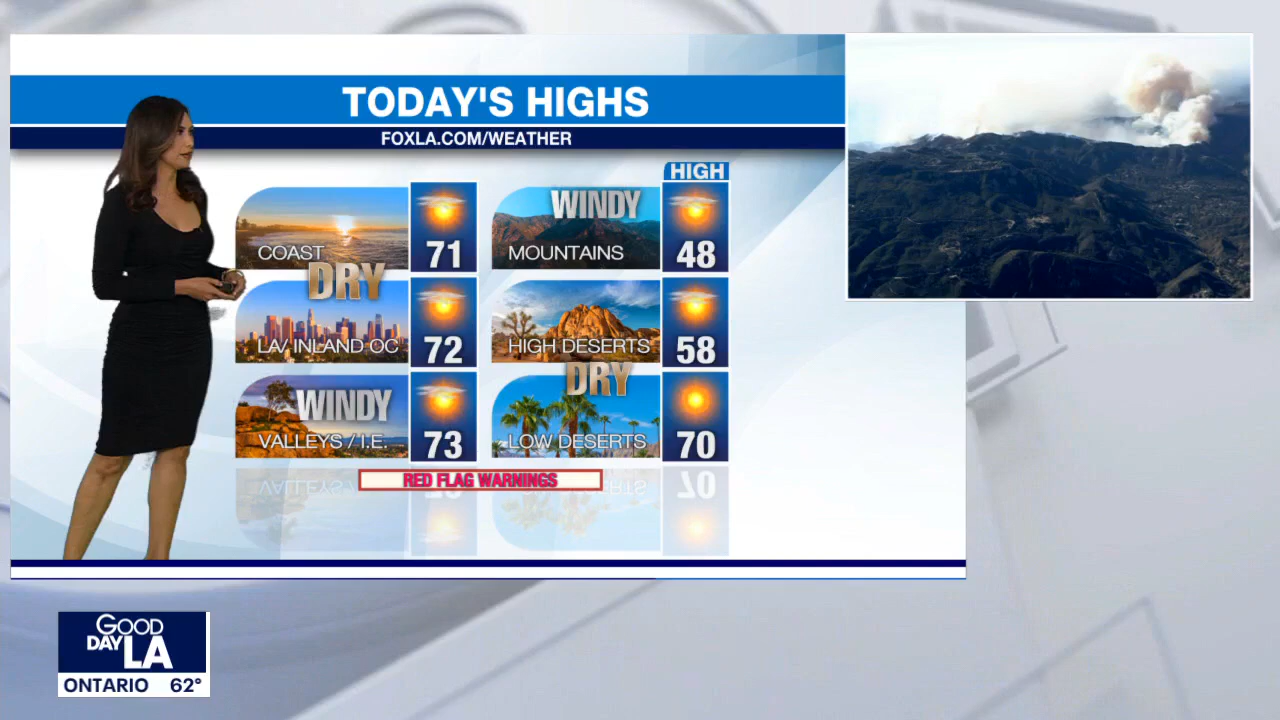 TODAY'S HIGHS
FOXLA.COM/WEATHER
HIGH
COAST
71
WINDY
MOUNTAINS
48
DRY
LA/ INLAND OC
72
HIGH DESERTS
58
WINDY
VALLEYS / I.E.
73
DRY
LOW DESERTS
70
RED FLAG WARNINGS
GOOD
DAY LA
ONTARIO 62°